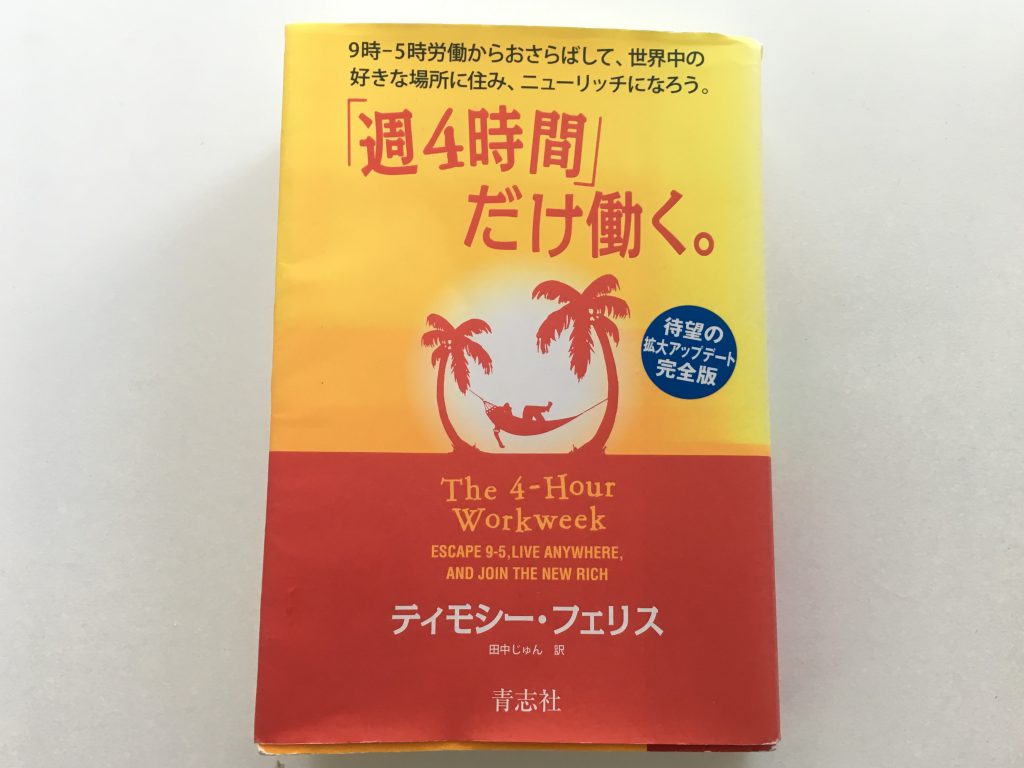 9時-5時労働からおさらばして、世界中の
好きな場所に住み、ニューリッチになろう。
「週4時間」
だけ働く。
待望の
拡大アップデート
完全版
The 4-Hour
Workweek
ESCAPE 9-5, LIVE ANYWHERE,
AND JOIN THE NEW RICH
ティモシー・フェリス
田中じゅん 訳
青志社